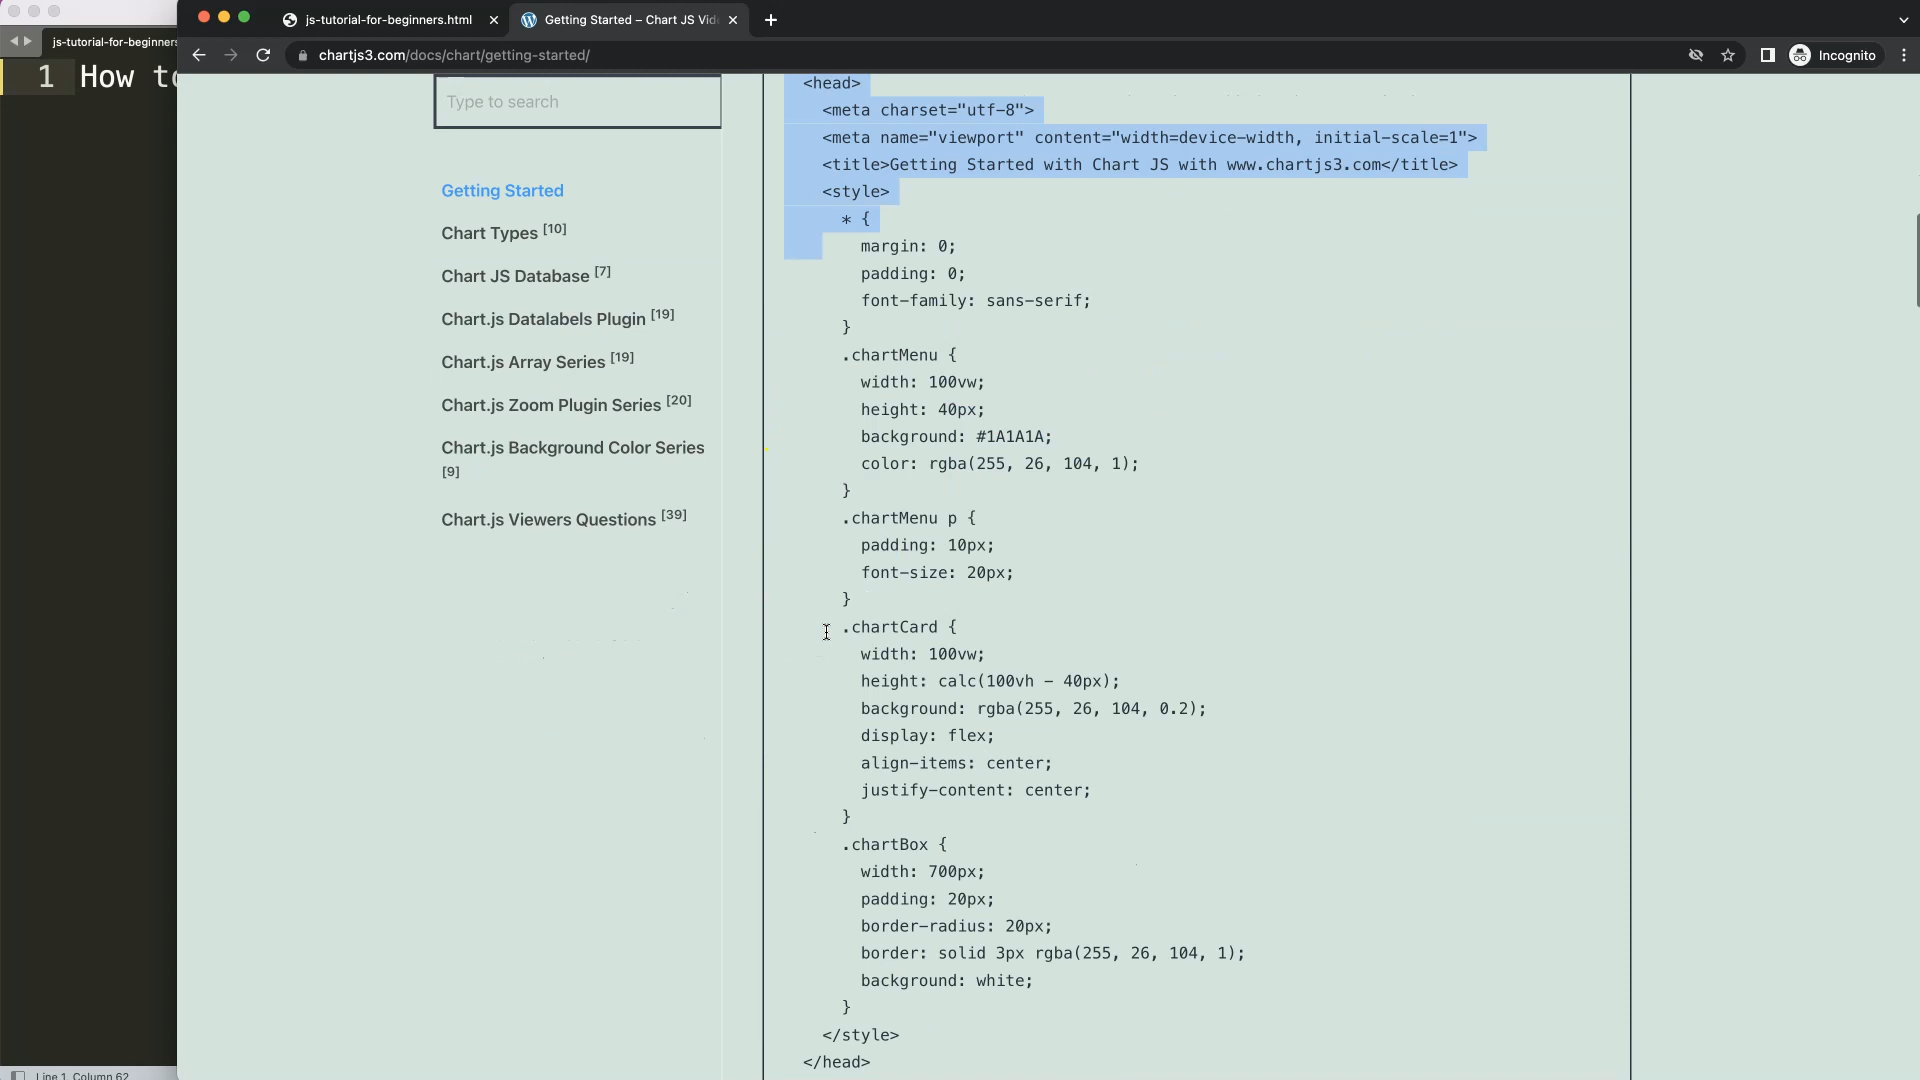 js-tutorial-for-beginners.html
Getting Started – Chart JS Vid
js-tutorial-for-beginners
chartjs3.com/docs/chart/getting-started/
Incognito
1 How to
Type to search
Getting Started
Chart Types [10]
Chart JS Database [7]
Chart.js Datalabels Plugin [19]
Chart.js Array Series [19]
Chart.js Zoom Plugin Series [20]
Chart.js Background Color Series
[9]
Chart.js Viewers Questions [39]
<head>
<meta charset="utf-8">
<meta name="viewport" content="width=device-width, initial-scale=1">
<title>Getting Started with Chart JS with www.chartjs3.com</title>
<style>
* {
margin: 0;
padding: 0;
font-family: sans-serif;
}
.chartMenu {
width: 100vw;
height: 40px;
background: #1A1A1A;
color: rgba(255, 26, 104, 1);
}
.chartMenu p {
padding: 10px;
font-size: 20px;
}
.chartCard {
width: 100vw;
height: calc(100vh - 40px);
background: rgba(255, 26, 104, 0.2);
display: flex;
align-items: center;
justify-content: center;
}
.chartBox {
width: 700px;
padding: 20px;
border-radius: 20px;
border: solid 3px rgba(255, 26, 104, 1);
background: white;
}
</style>
</head>
Line 1, Column 62